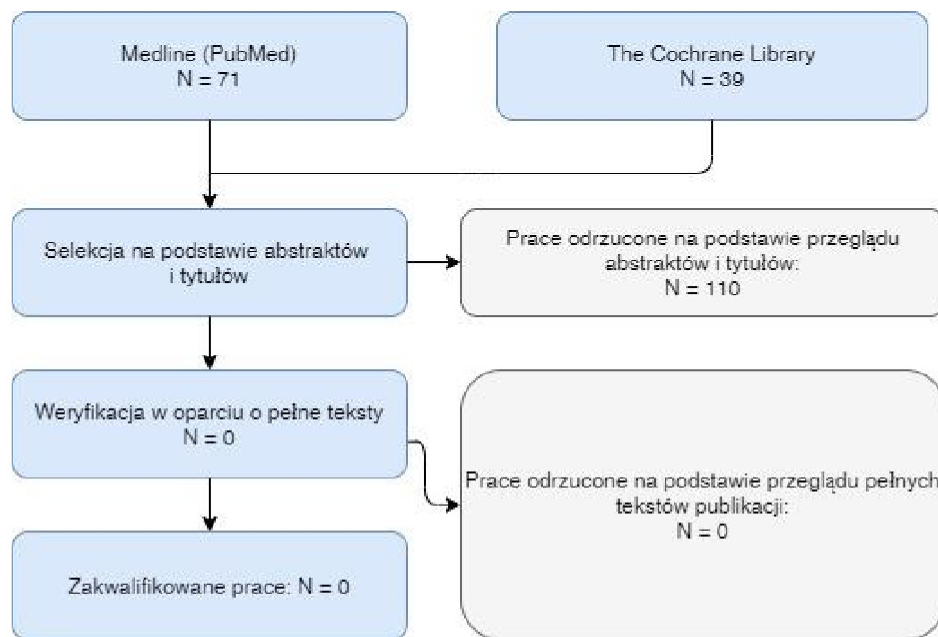 Medline (PubMed)
N = 71
The Cochrane Library
N = 39
Selekcja na podstawie abstraktów
i tytułów
Prace odrzucone na podstawie przeglądu
abstraktów i tytułów:
N = 110
Weryfikacja w oparciu o pełne teksty
N = 0
Prace odrzucone na podstawie przeglądu pełnych
tekstów publikacji:
N = 0
Zakwalifikowane prace: N = 0